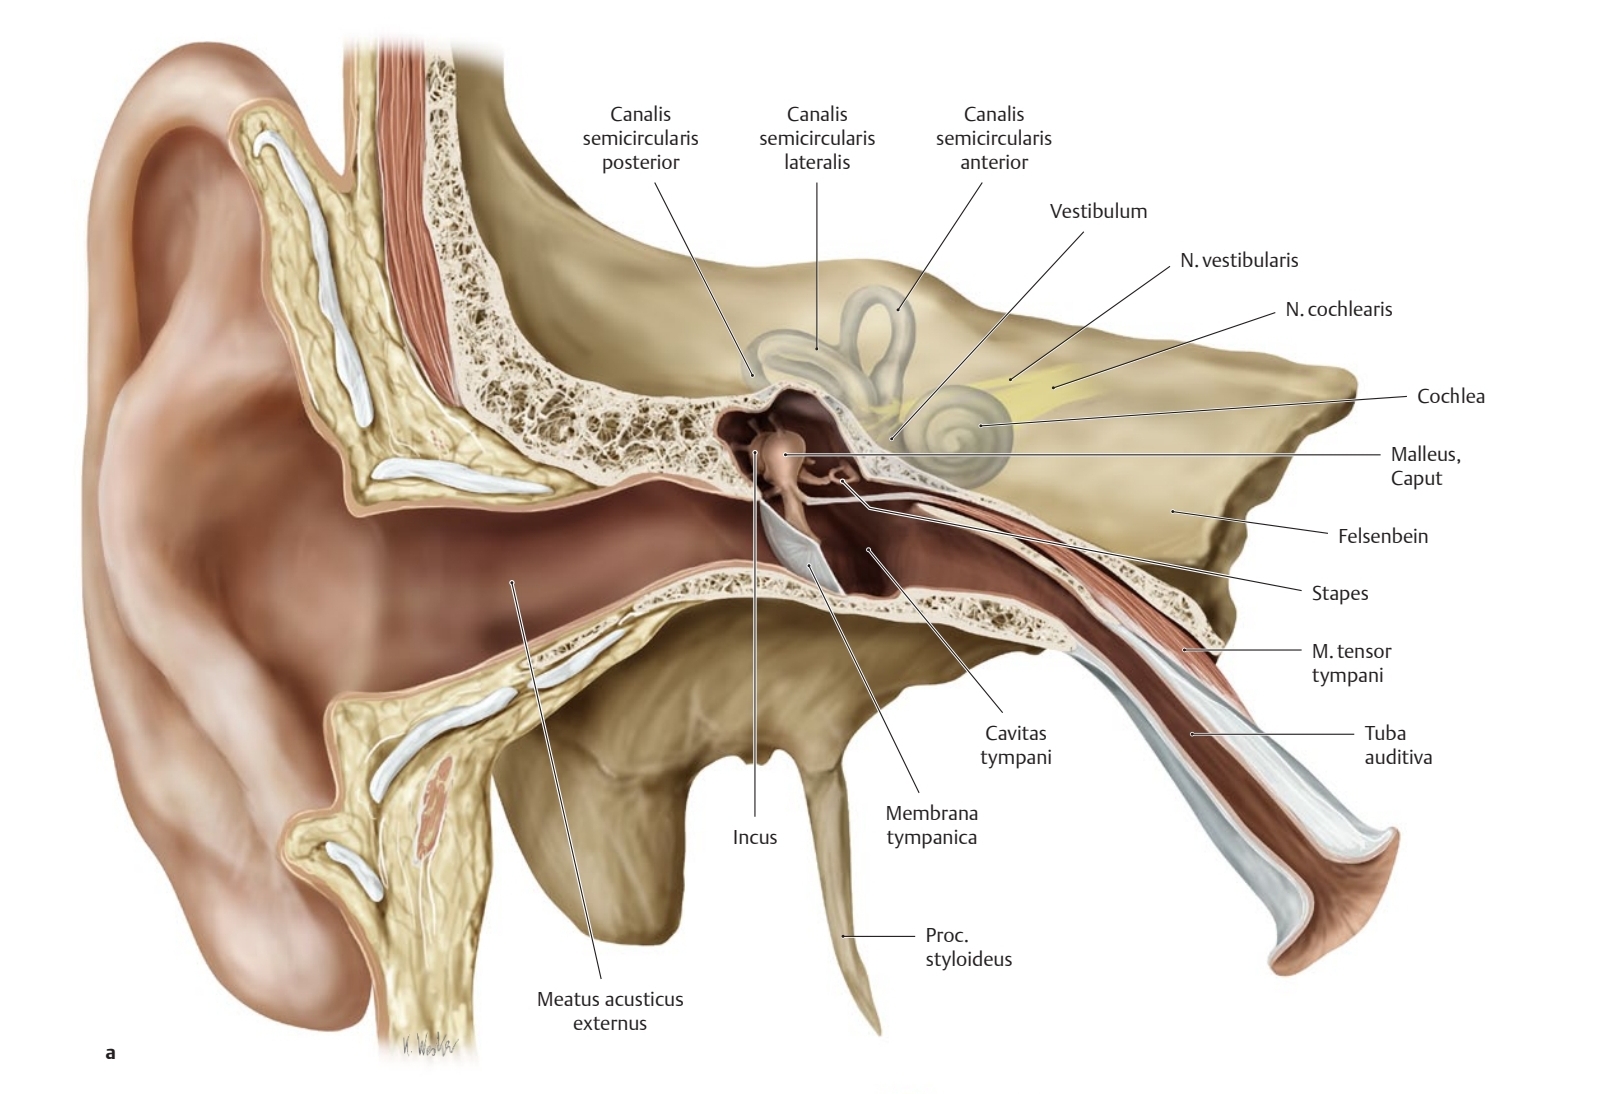 Canalis
semicircularis
posterior
Canalis
semicircularis
lateralis
Canalis
semicircularis
anterior
Vestibulum
N. vestibularis
N. cochlearis
Cochlea
Malleus,
Caput
Felsenbein
Stapes
M. tensor
tympani
Tuba
auditiva
Cavitas
tympani
Membrana
tympanica
Incus
Proc.
styloideus
Meatus acusticus
externus
a